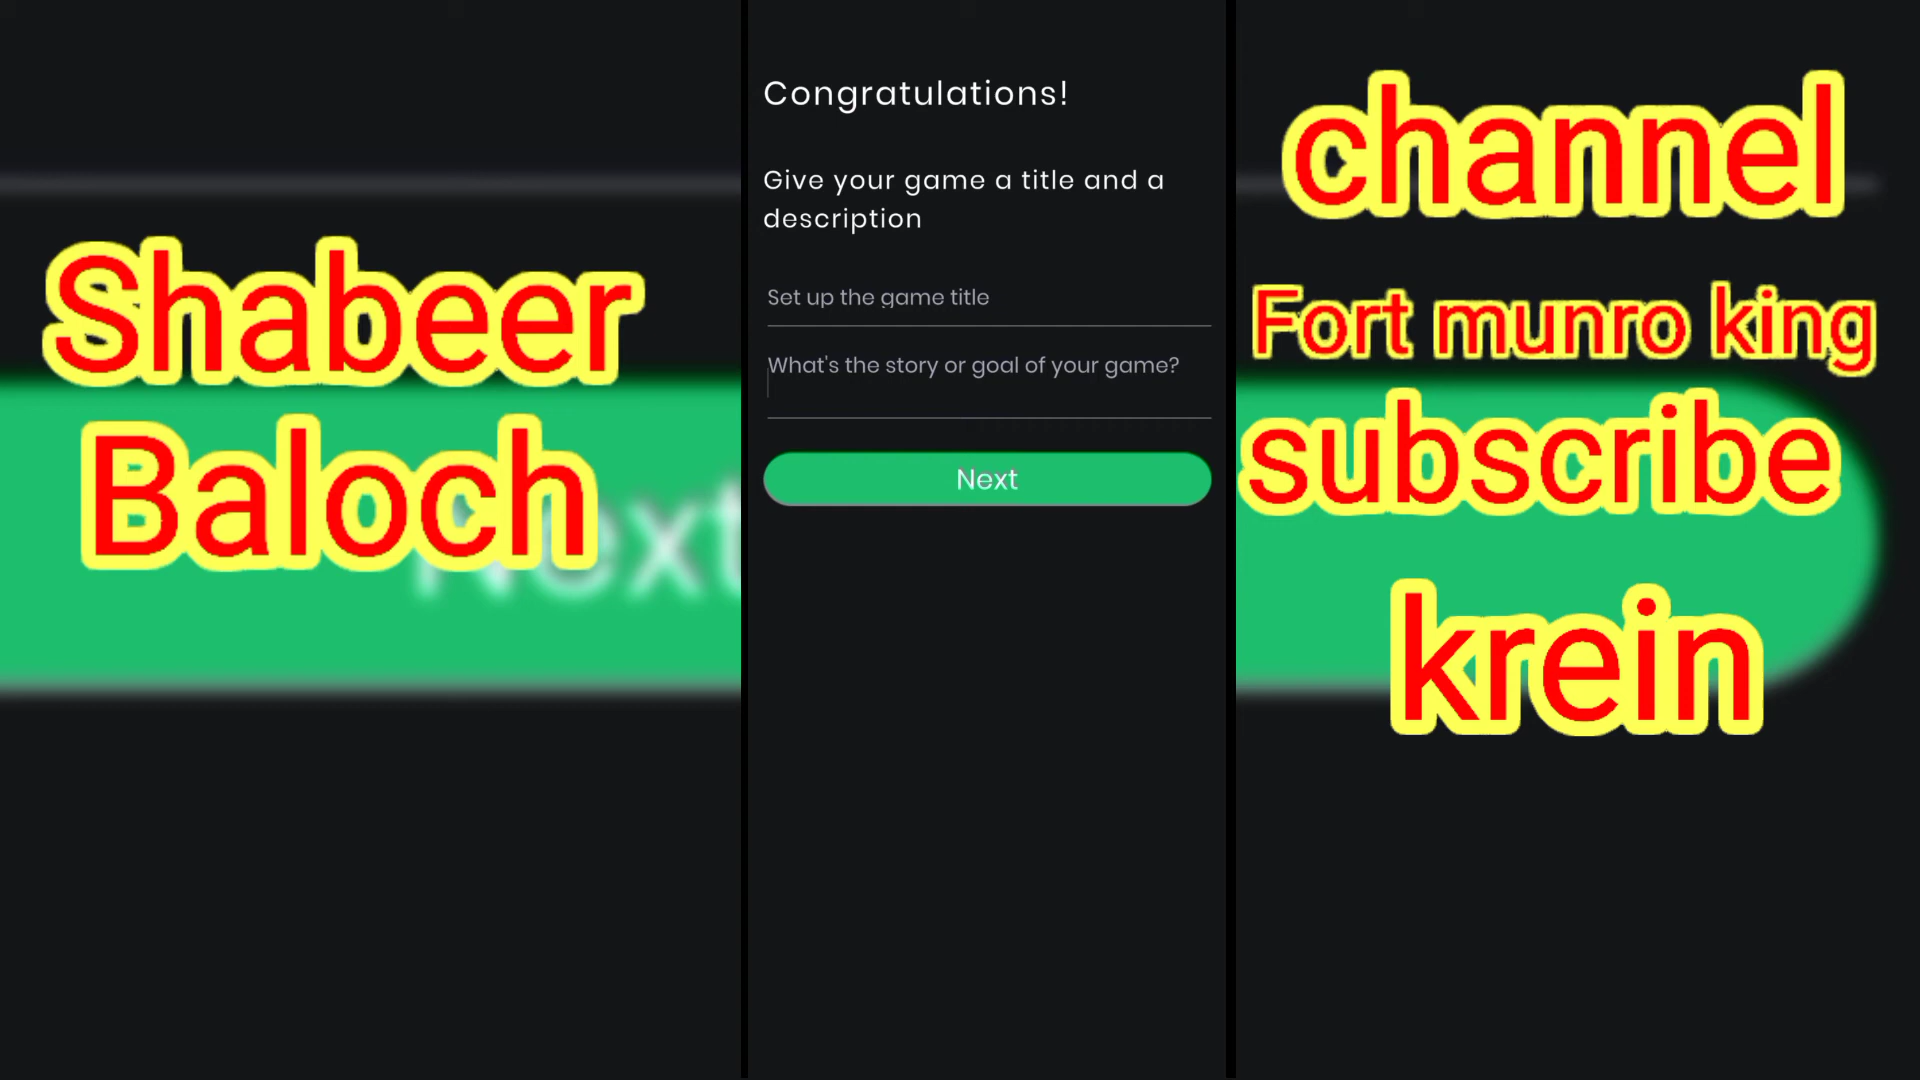 Shabeer
Baloch
Next
Congratulations!
Give your game a title and a
description
Set up the game title
What's the story or goal of your game?
Next
channel
Fort munro king
subscribe
krein